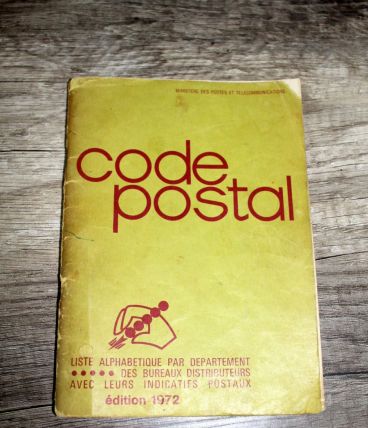 MINISTERE DES POSTES ET TELECOMMUNICATIONS
code
postal
LISTE ALPHABETIQUE PAR DEPARTEMENT
●●●●● DES BUREAUX DISTRIBUTEURS
AVEC LEURS INDICATIFS POSTAUX
édition 1972